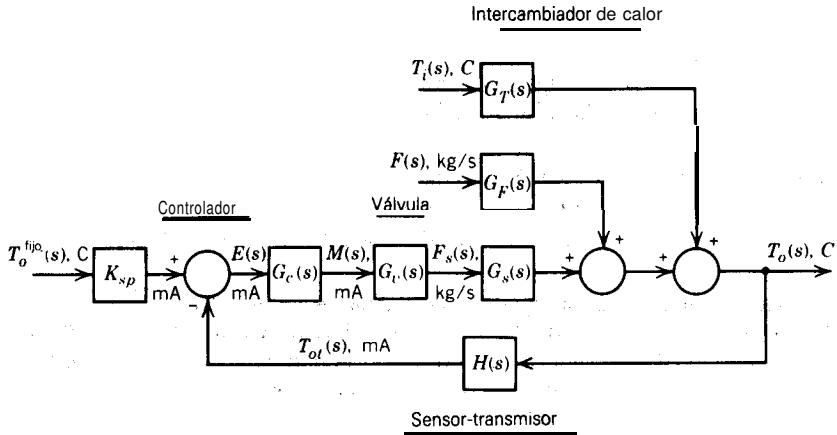 Intercambiador de calor
T_i(s), C
G_T(s)
F(s), kg/s
G_F(s)
Controlador
Válvula
T_o^fijo,(s), C
K_sp
+
mA
-
E(s)
mA
G_c(s)
M(s),
mA
G_v(s)
F_s(s),
kg/s
G_s(s)
+
+
+
+
T_o(s), C
T_ot(s), mA
H(s)
Sensor-transmisor